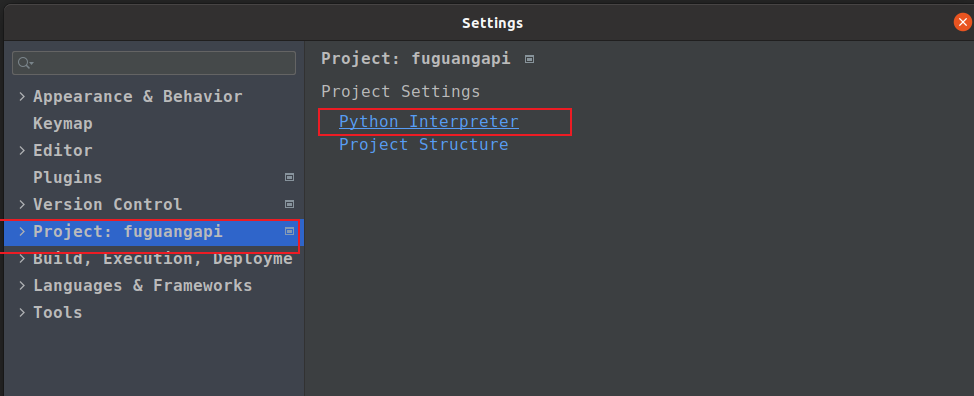 Settings
Appearance & Behavior
Keymap
Editor
Plugins
Version Control
Project: fuguangapi
Build, Execution, Deployme
Languages & Frameworks
Tools
Project: fuguangapi
Project Settings
Python Interpreter
Project Structure